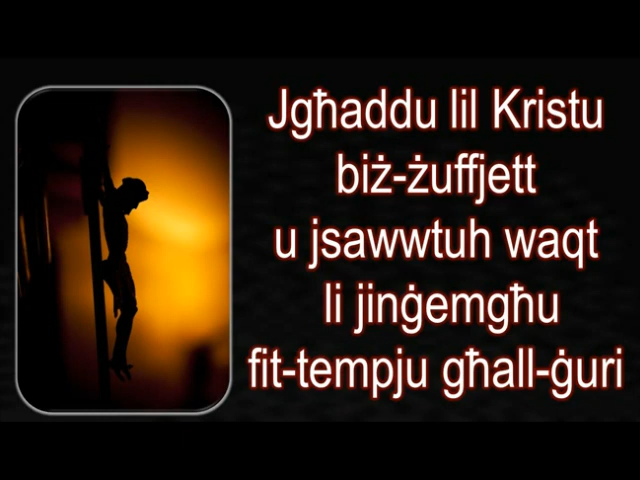 Jgħaddu lil Kristu
biż-żuffjett
u jsawwtuh waqt
li jinġemgħu
fit-tempju għall-ġuri